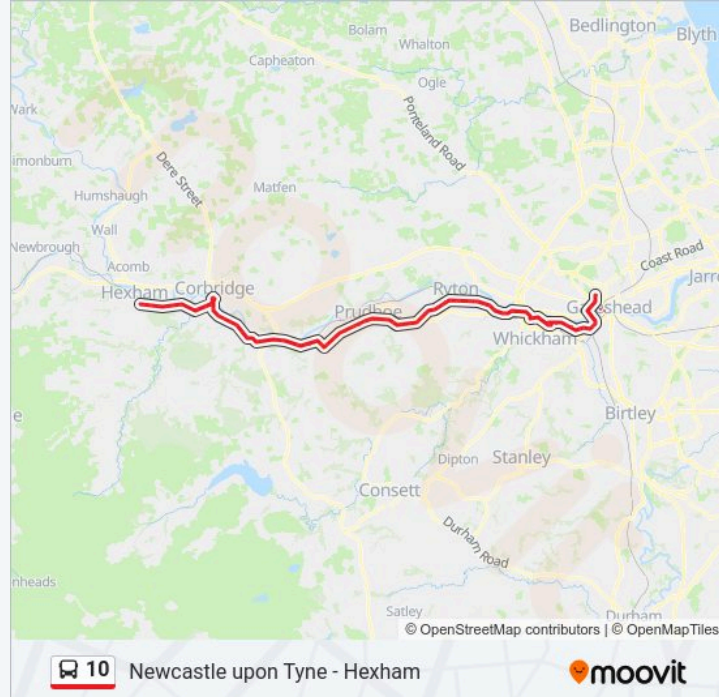 Bolam
Bedlington
Whalton
Blyth
Capheaton
Ogle
Wark
Ponteland Road
imonburn
Dere Street
Matfen
Humshaugh
Wall
Newbrough
Coast Road
Acomb
Jarro
Hexham
Corbridge
Ryton
Prudhoe
Gateshead
Whickham
Birtley
Dipton
Stanley
Consett
Durham Road
nheads
Satley
Durham
© OpenStreetMap contributors | © OpenMapTiles
10 Newcastle upon Tyne - Hexham
moovit